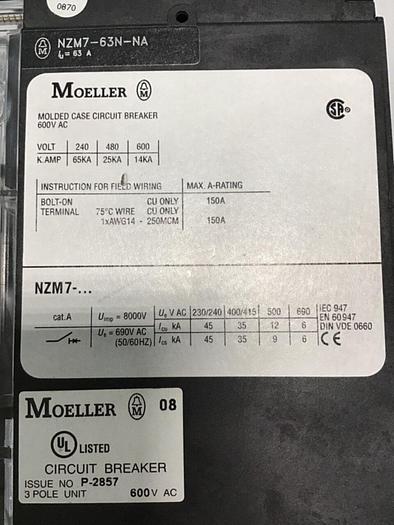 0870
NZM7-63N-NA
Iu = 63 A
MOELLER
MOLDED CASE CIRCUIT BREAKER
600V AC
SA
VOLT 240 480 600
K.AMP 65KA 25KA 14KA
INSTRUCTION FOR FIELD WIRING MAX. A-RATING
BOLT-ON CU ONLY 150A
TERMINAL 75°C WIRE CU ONLY
1xAWG14 - 250MCM 150A
NZM7-...
cat.A Uimp = 8000V Ue V AC 230/240 400/415 500 690 IEC 947
Ue = 690V AC Icu kA 45 35 12 6 EN 60947
(50/60HZ) Ics kA 45 35 9 6 DIN VDE 0660
CE
MOELLER 08
UL LISTED
CIRCUIT BREAKER
ISSUE NO P-2857
3 POLE UNIT 600V AC